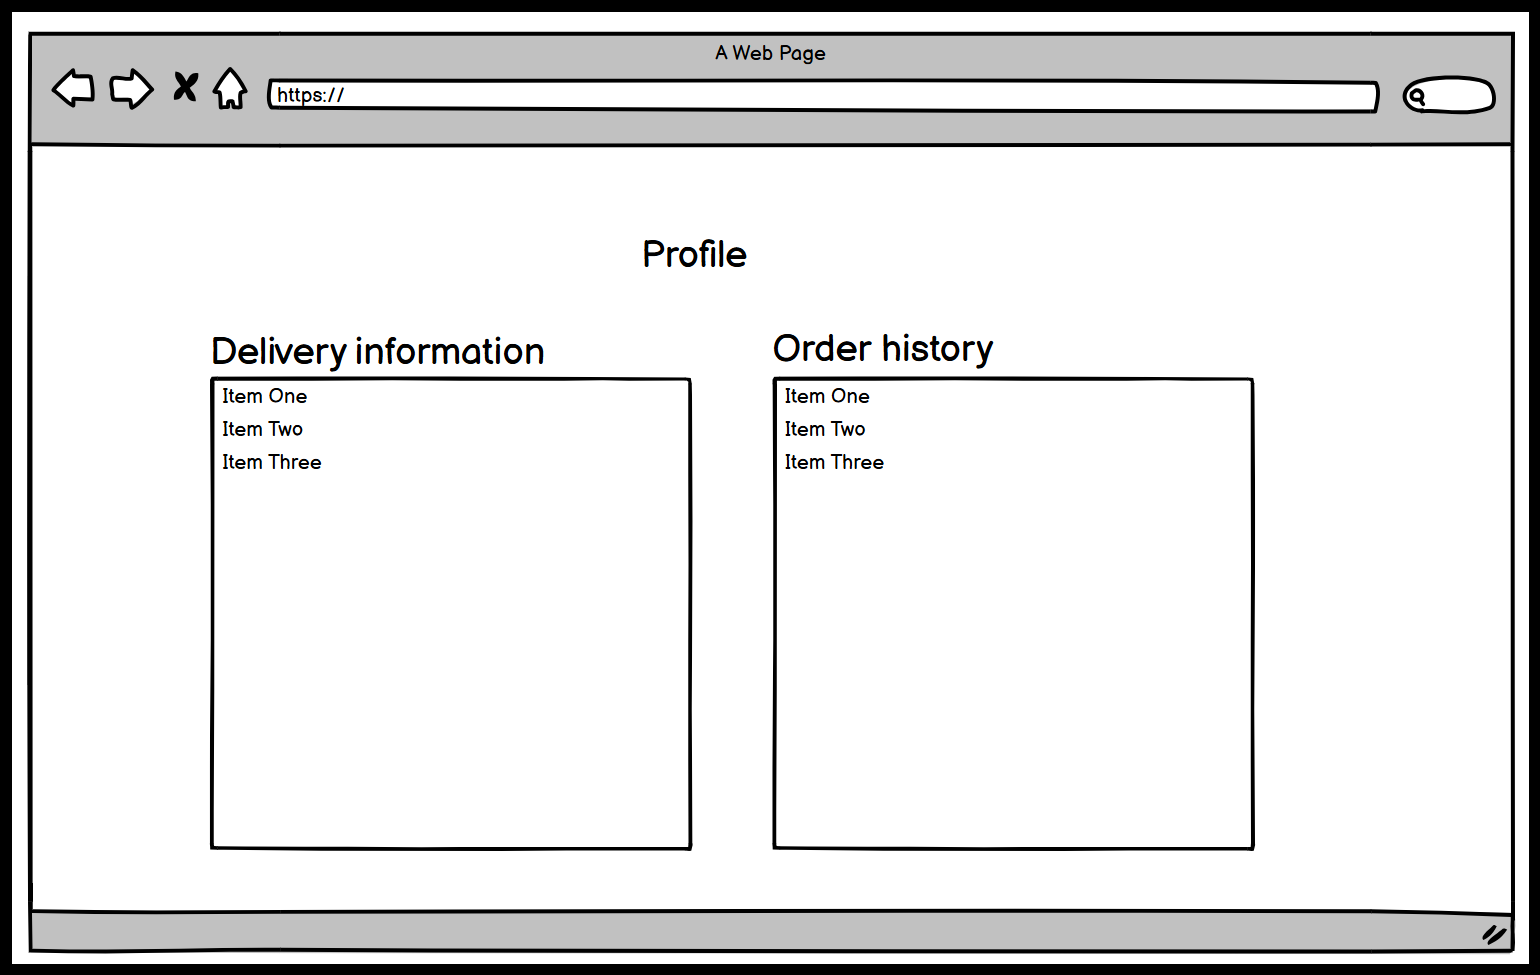 A Web Page
https://
Profile
Delivery information
Item One
Item Two
Item Three
Order history
Item One
Item Two
Item Three